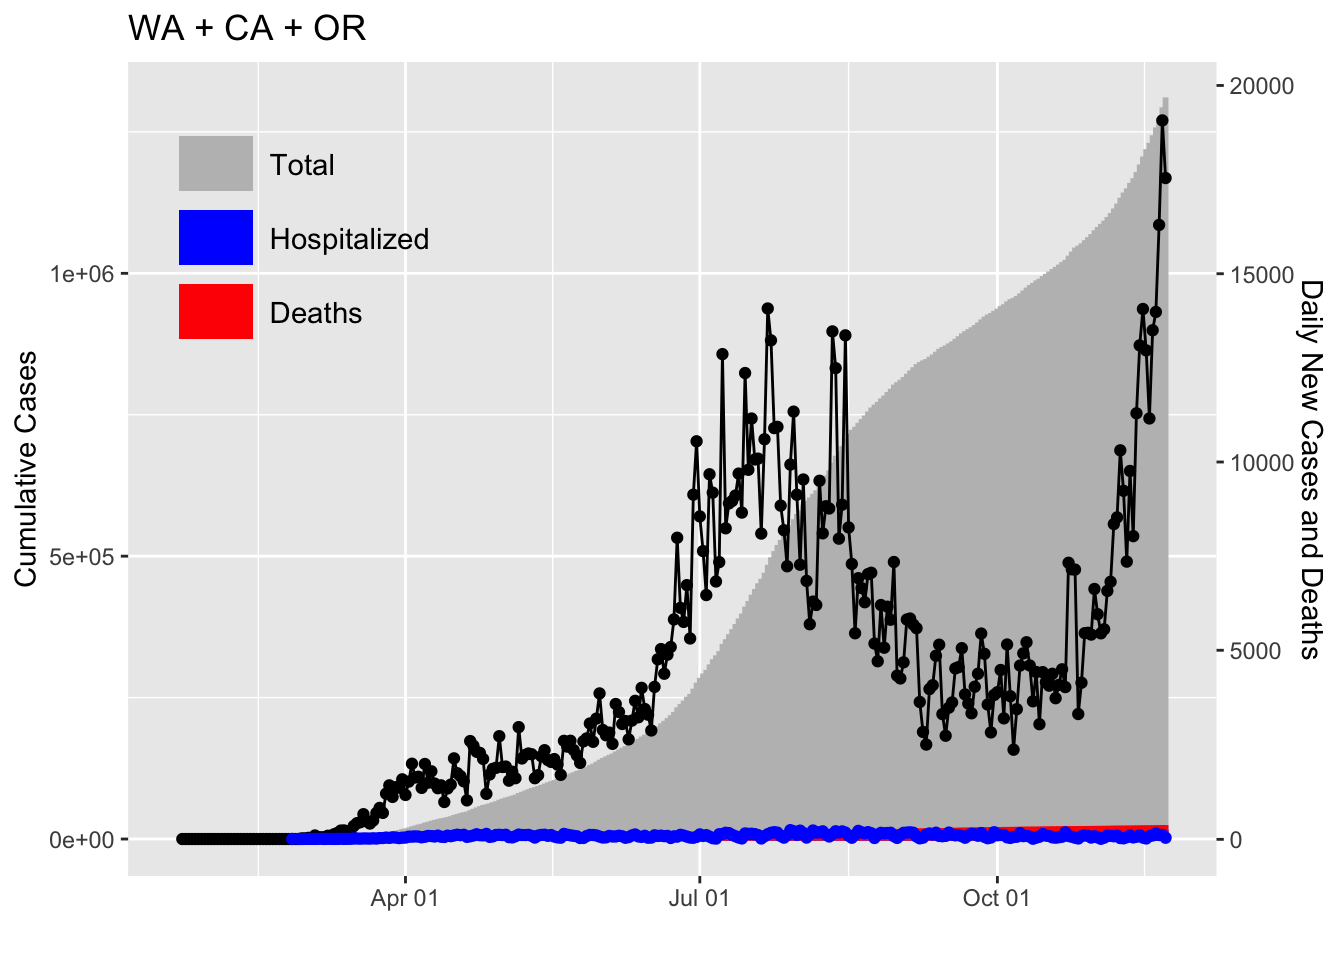 WA + CA + OR
Total
Hospitalized
Deaths
Cumulative Cases
1e+06
5e+05
0e+00
20000
15000
10000
5000
0
Daily New Cases and Deaths
Apr 01
Jul 01
Oct 01